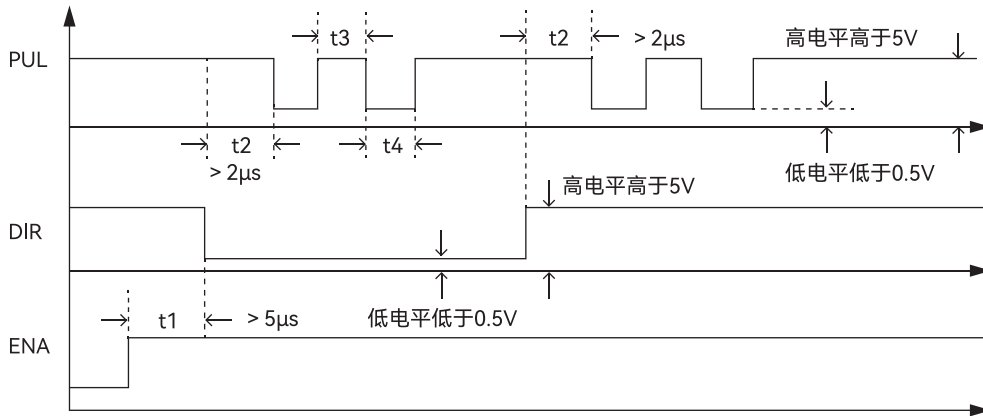 t3
t2
> 2μs
高电平高于5V
PUL
t2
t4
> 2μs
低电平低于0.5V
高电平高于5V
DIR
t1
> 5μs
低电平低于0.5V
ENA